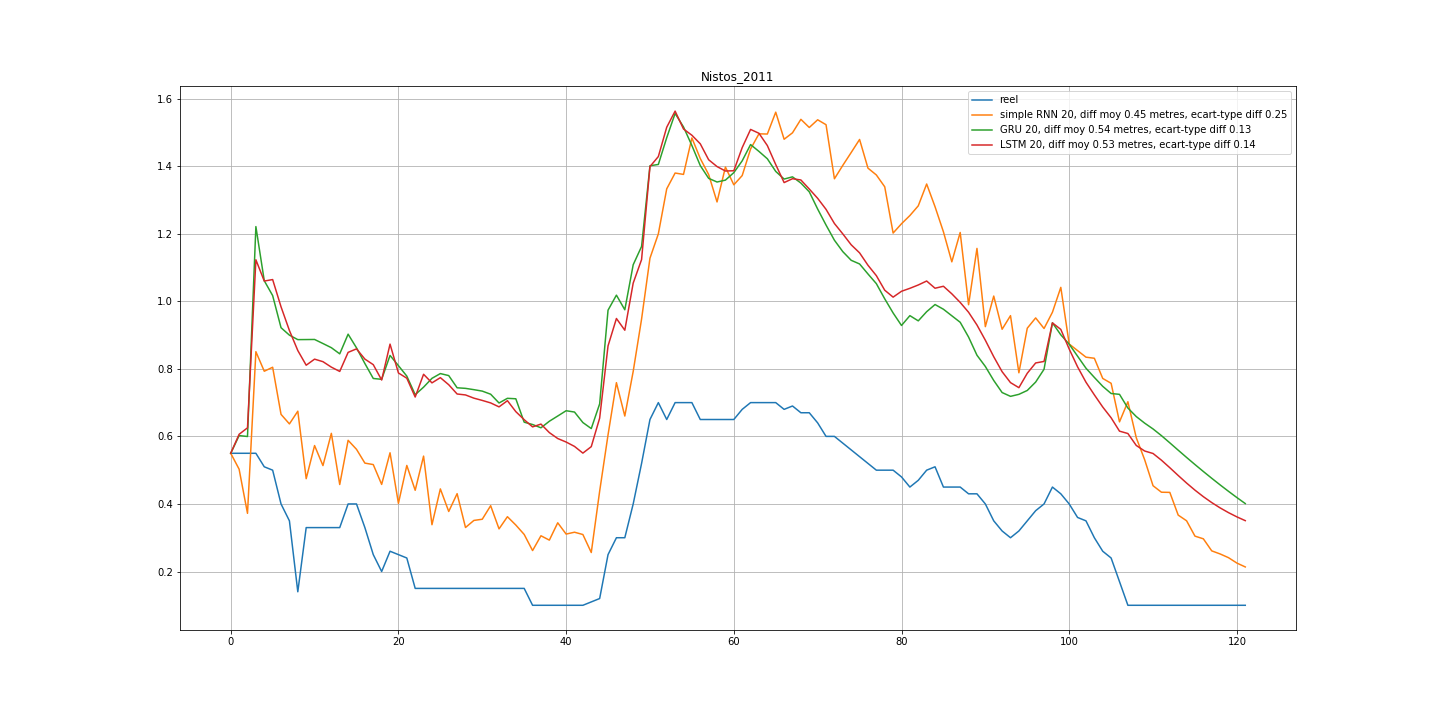 Nistos_2011
reel
simple RNN 20, diff moy 0.45 metres, ecart-type diff 0.25
GRU 20, diff moy 0.54 metres, ecart-type diff 0.13
LSTM 20, diff moy 0.53 metres, ecart-type diff 0.14
1.6
1.4
1.2
1.0
0.8
0.6
0.4
0.2
0 20 40 60 80 100 120